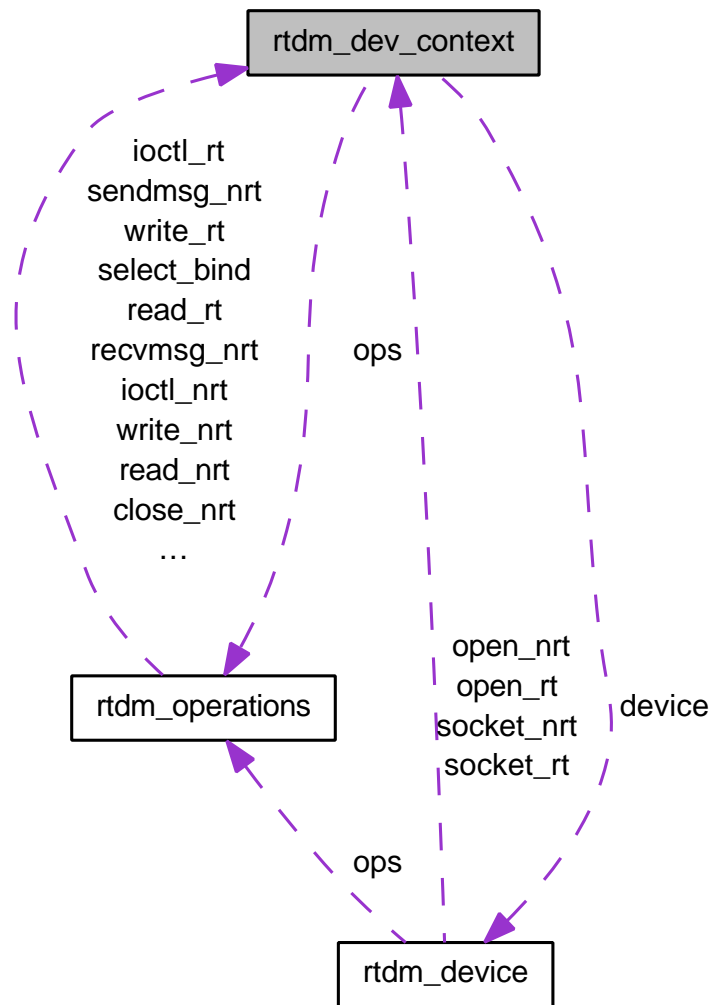 rtdm_dev_context
ioctl_rt
sendmsg_nrt
write_rt
select_bind
read_rt
recvmsg_nrt
ioctl_nrt
write_nrt
read_nrt
close_nrt
...
ops
open_nrt
open_rt
socket_nrt
socket_rt
device
rtdm_operations
ops
rtdm_device